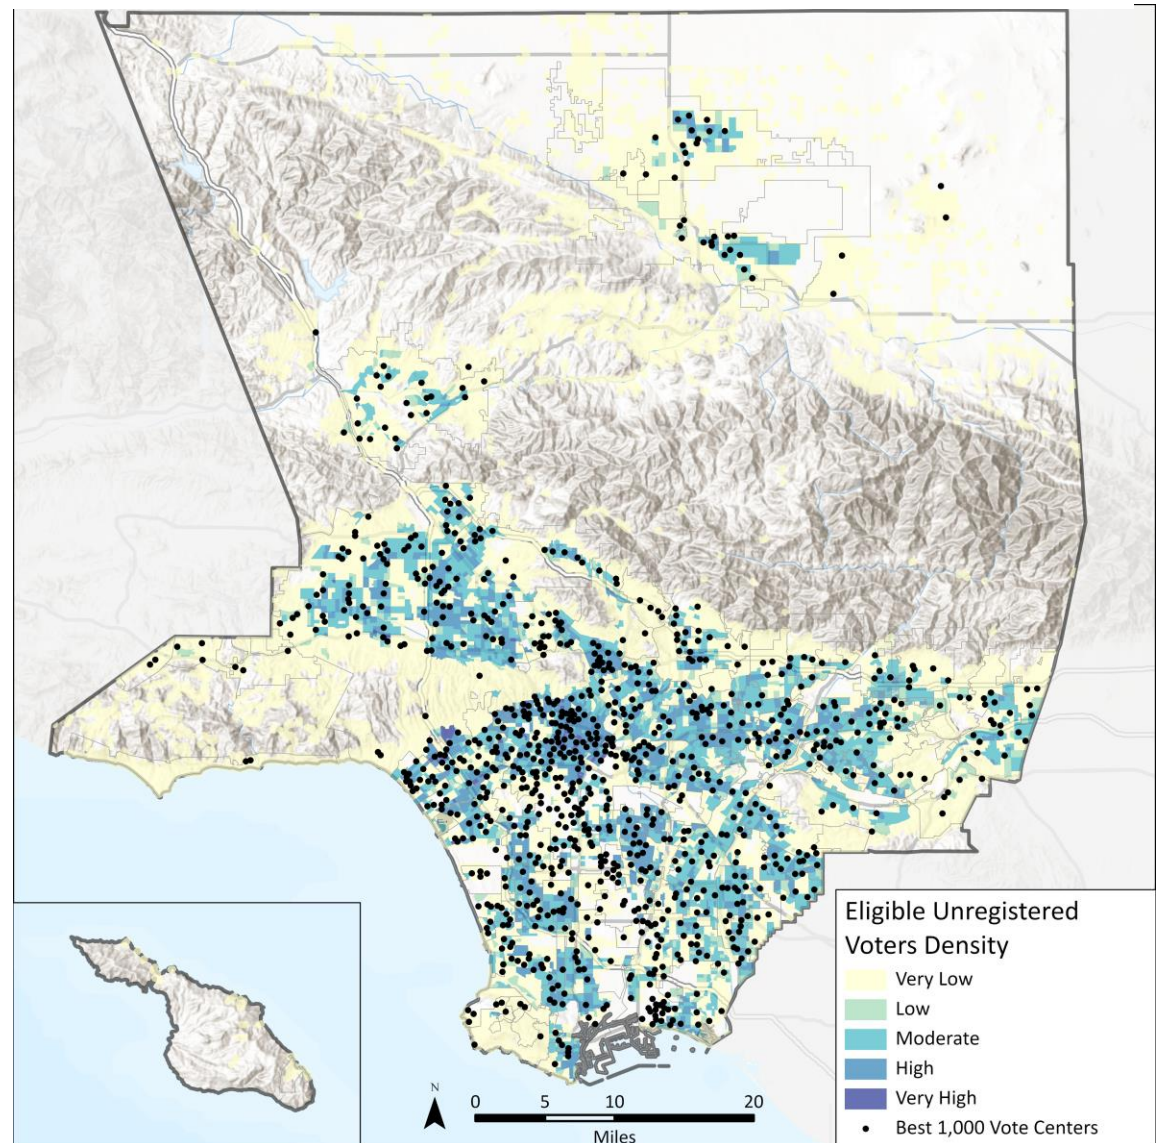 Eligible Unregistered
Voters Density
Very Low
Low
Moderate
High
Very High
Best 1,000 Vote Centers
N
0 5 10 20
Miles